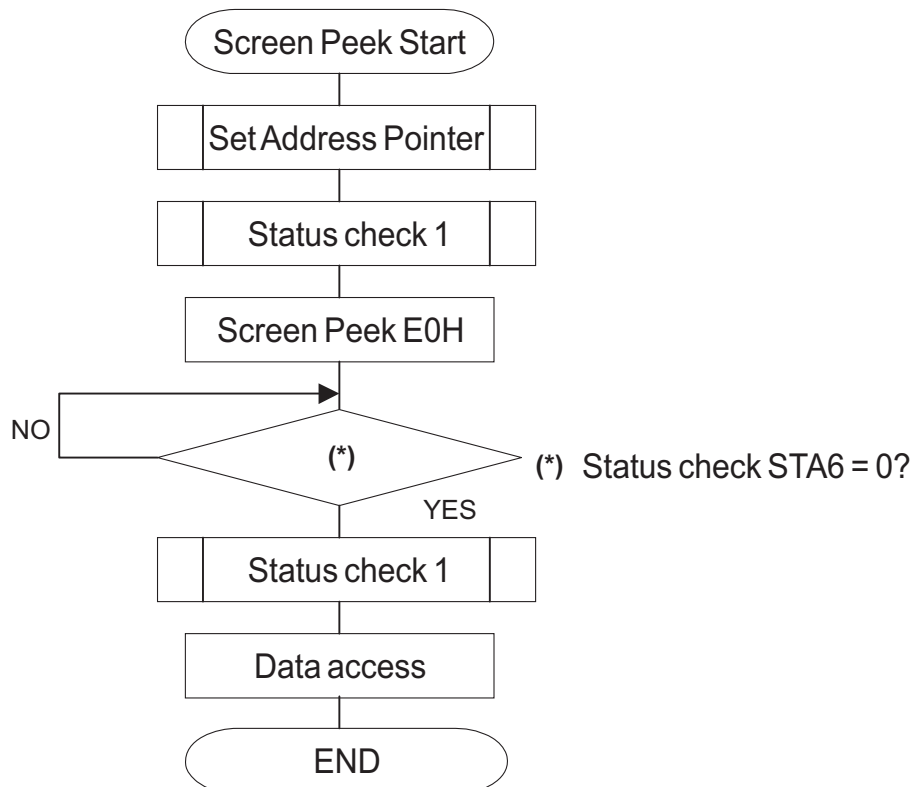 Screen Peek Start
Set Address Pointer
Status check 1
Screen Peek E0H
NO
(*)
(*) Status check STA6 = 0?
YES
Status check 1
Data access
END